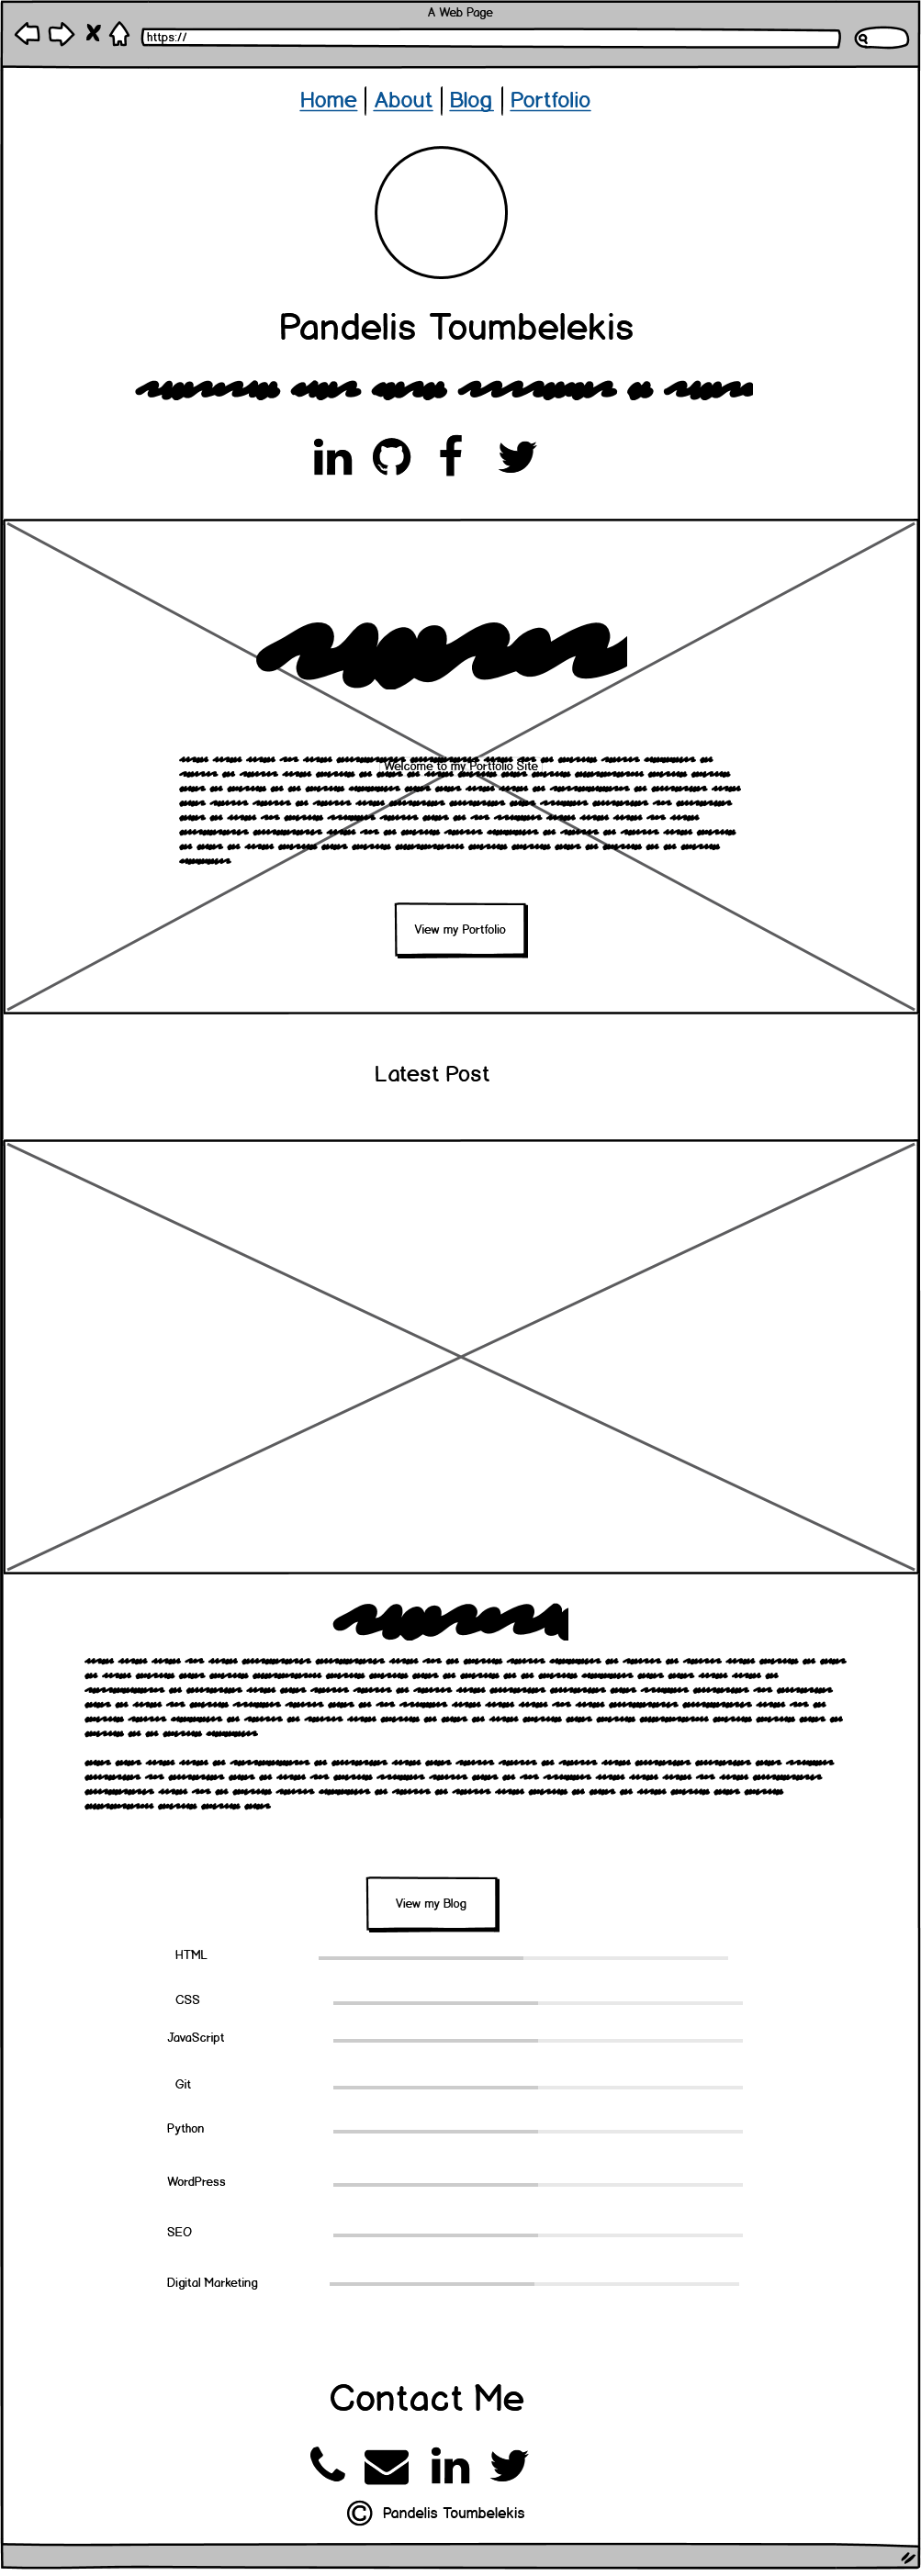 A Web Page
https://
Home About Blog Portfolio
Pandelis Toumbelekis
Welcome to my Portfolio Site
View my Portfolio
Latest Post
View my Blog
HTML
CSS
JavaScript
Git
Python
WordPress
SEO
Digital Marketing
Contact Me
© Pandelis Toumbelekis